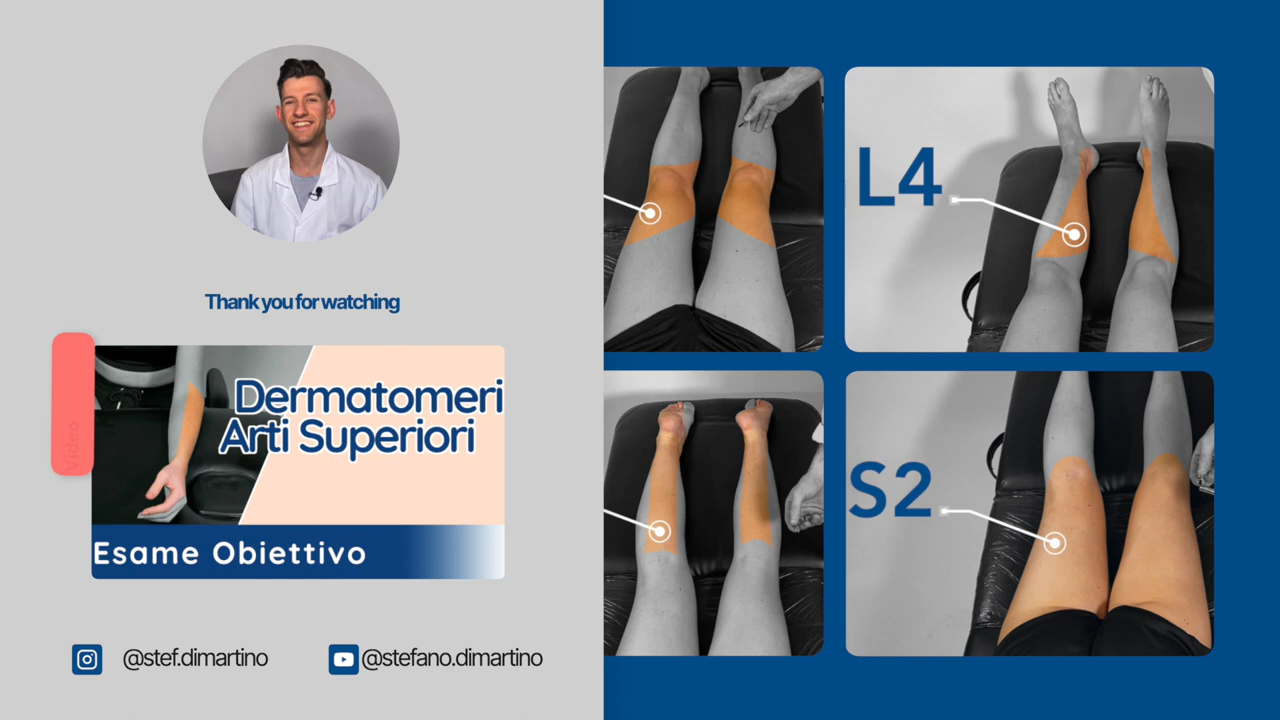 Thank you for watching
Video
Dermatomeri
Arti Superiori
Esame Obiettivo
@stef.dimartino
@stefano.dimartino
L4
S2